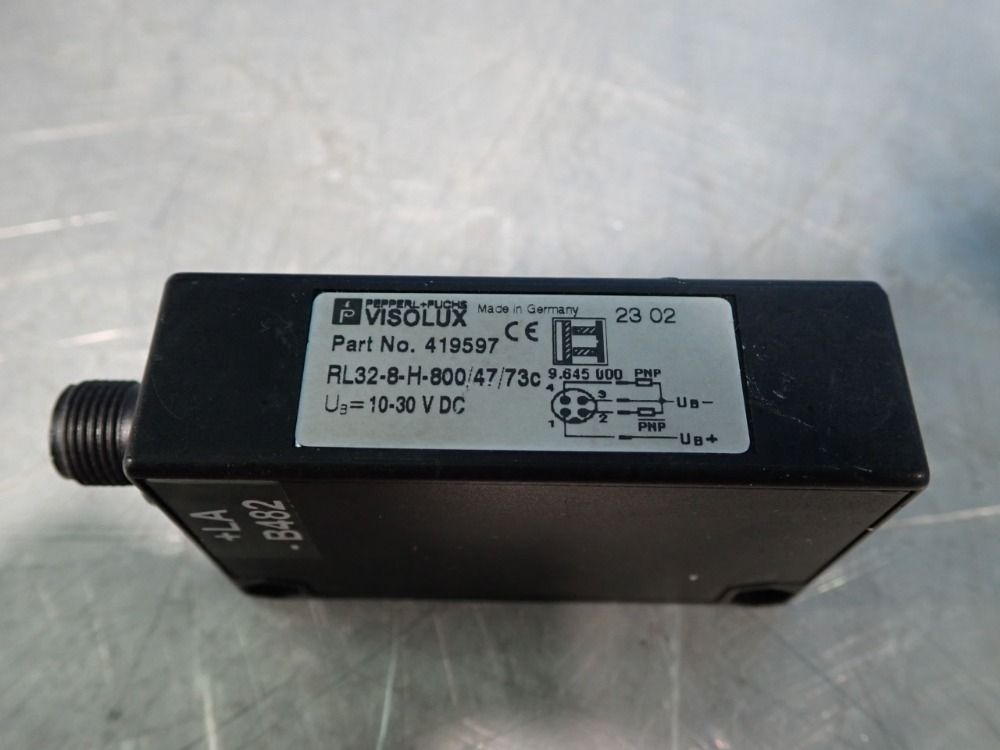 PEPPERL+FUCHS
VISOLUX Made in Germany 23 02
Part No. 419597 CE
RL32-8-H-800/47/73c 9.645 000 PNP
4 3 UB-
UB=10-30 V DC
1 2 PNP
UB+
+LA
.B482